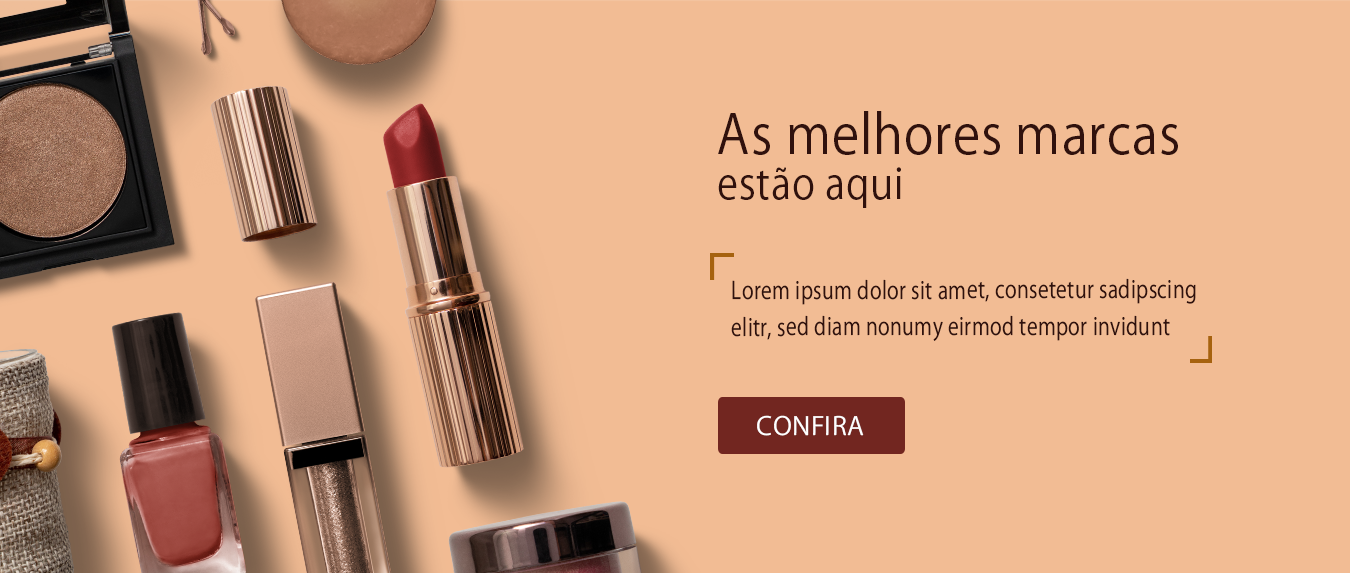 As melhores marcas
estão aqui
Lorem ipsum dolor sit amet, consetetur sadipscing
elitr, sed diam nonumy eirmod tempor invidunt
CONFIRA